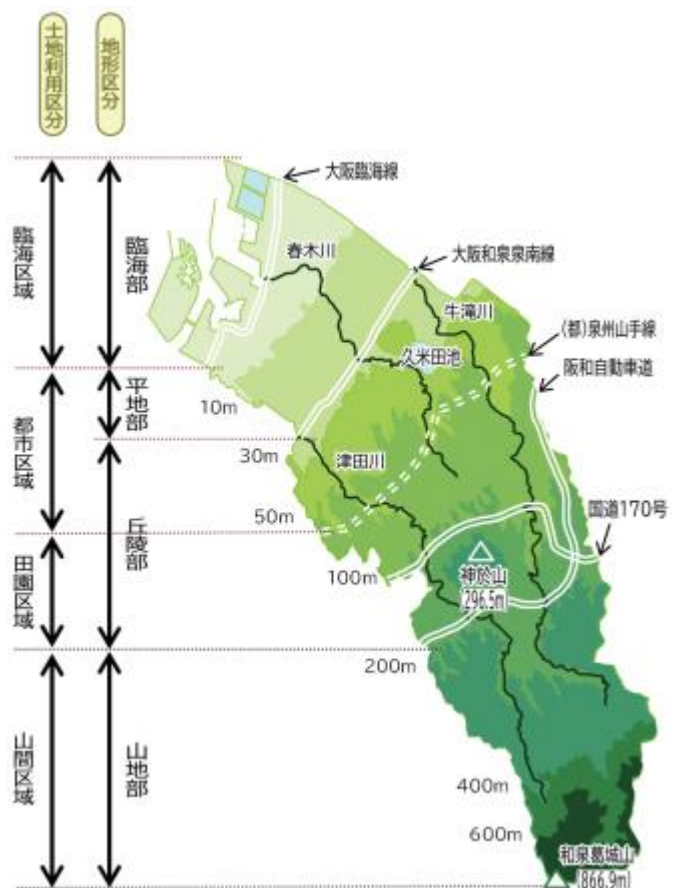 土地利用区分
地形区分
臨海区域
都市区域
田園区域
山間区域
臨海部
平地部
丘陵部
山地部
大阪臨海線
春木川
大阪和泉泉南線
牛滝川
(都)泉州山手線
久米田池
阪和自動車道
10m
30m
津田川
50m
国道170号
100m
神於山
(296.5m)
200m
400m
600m
和泉葛城山
(866.9m)